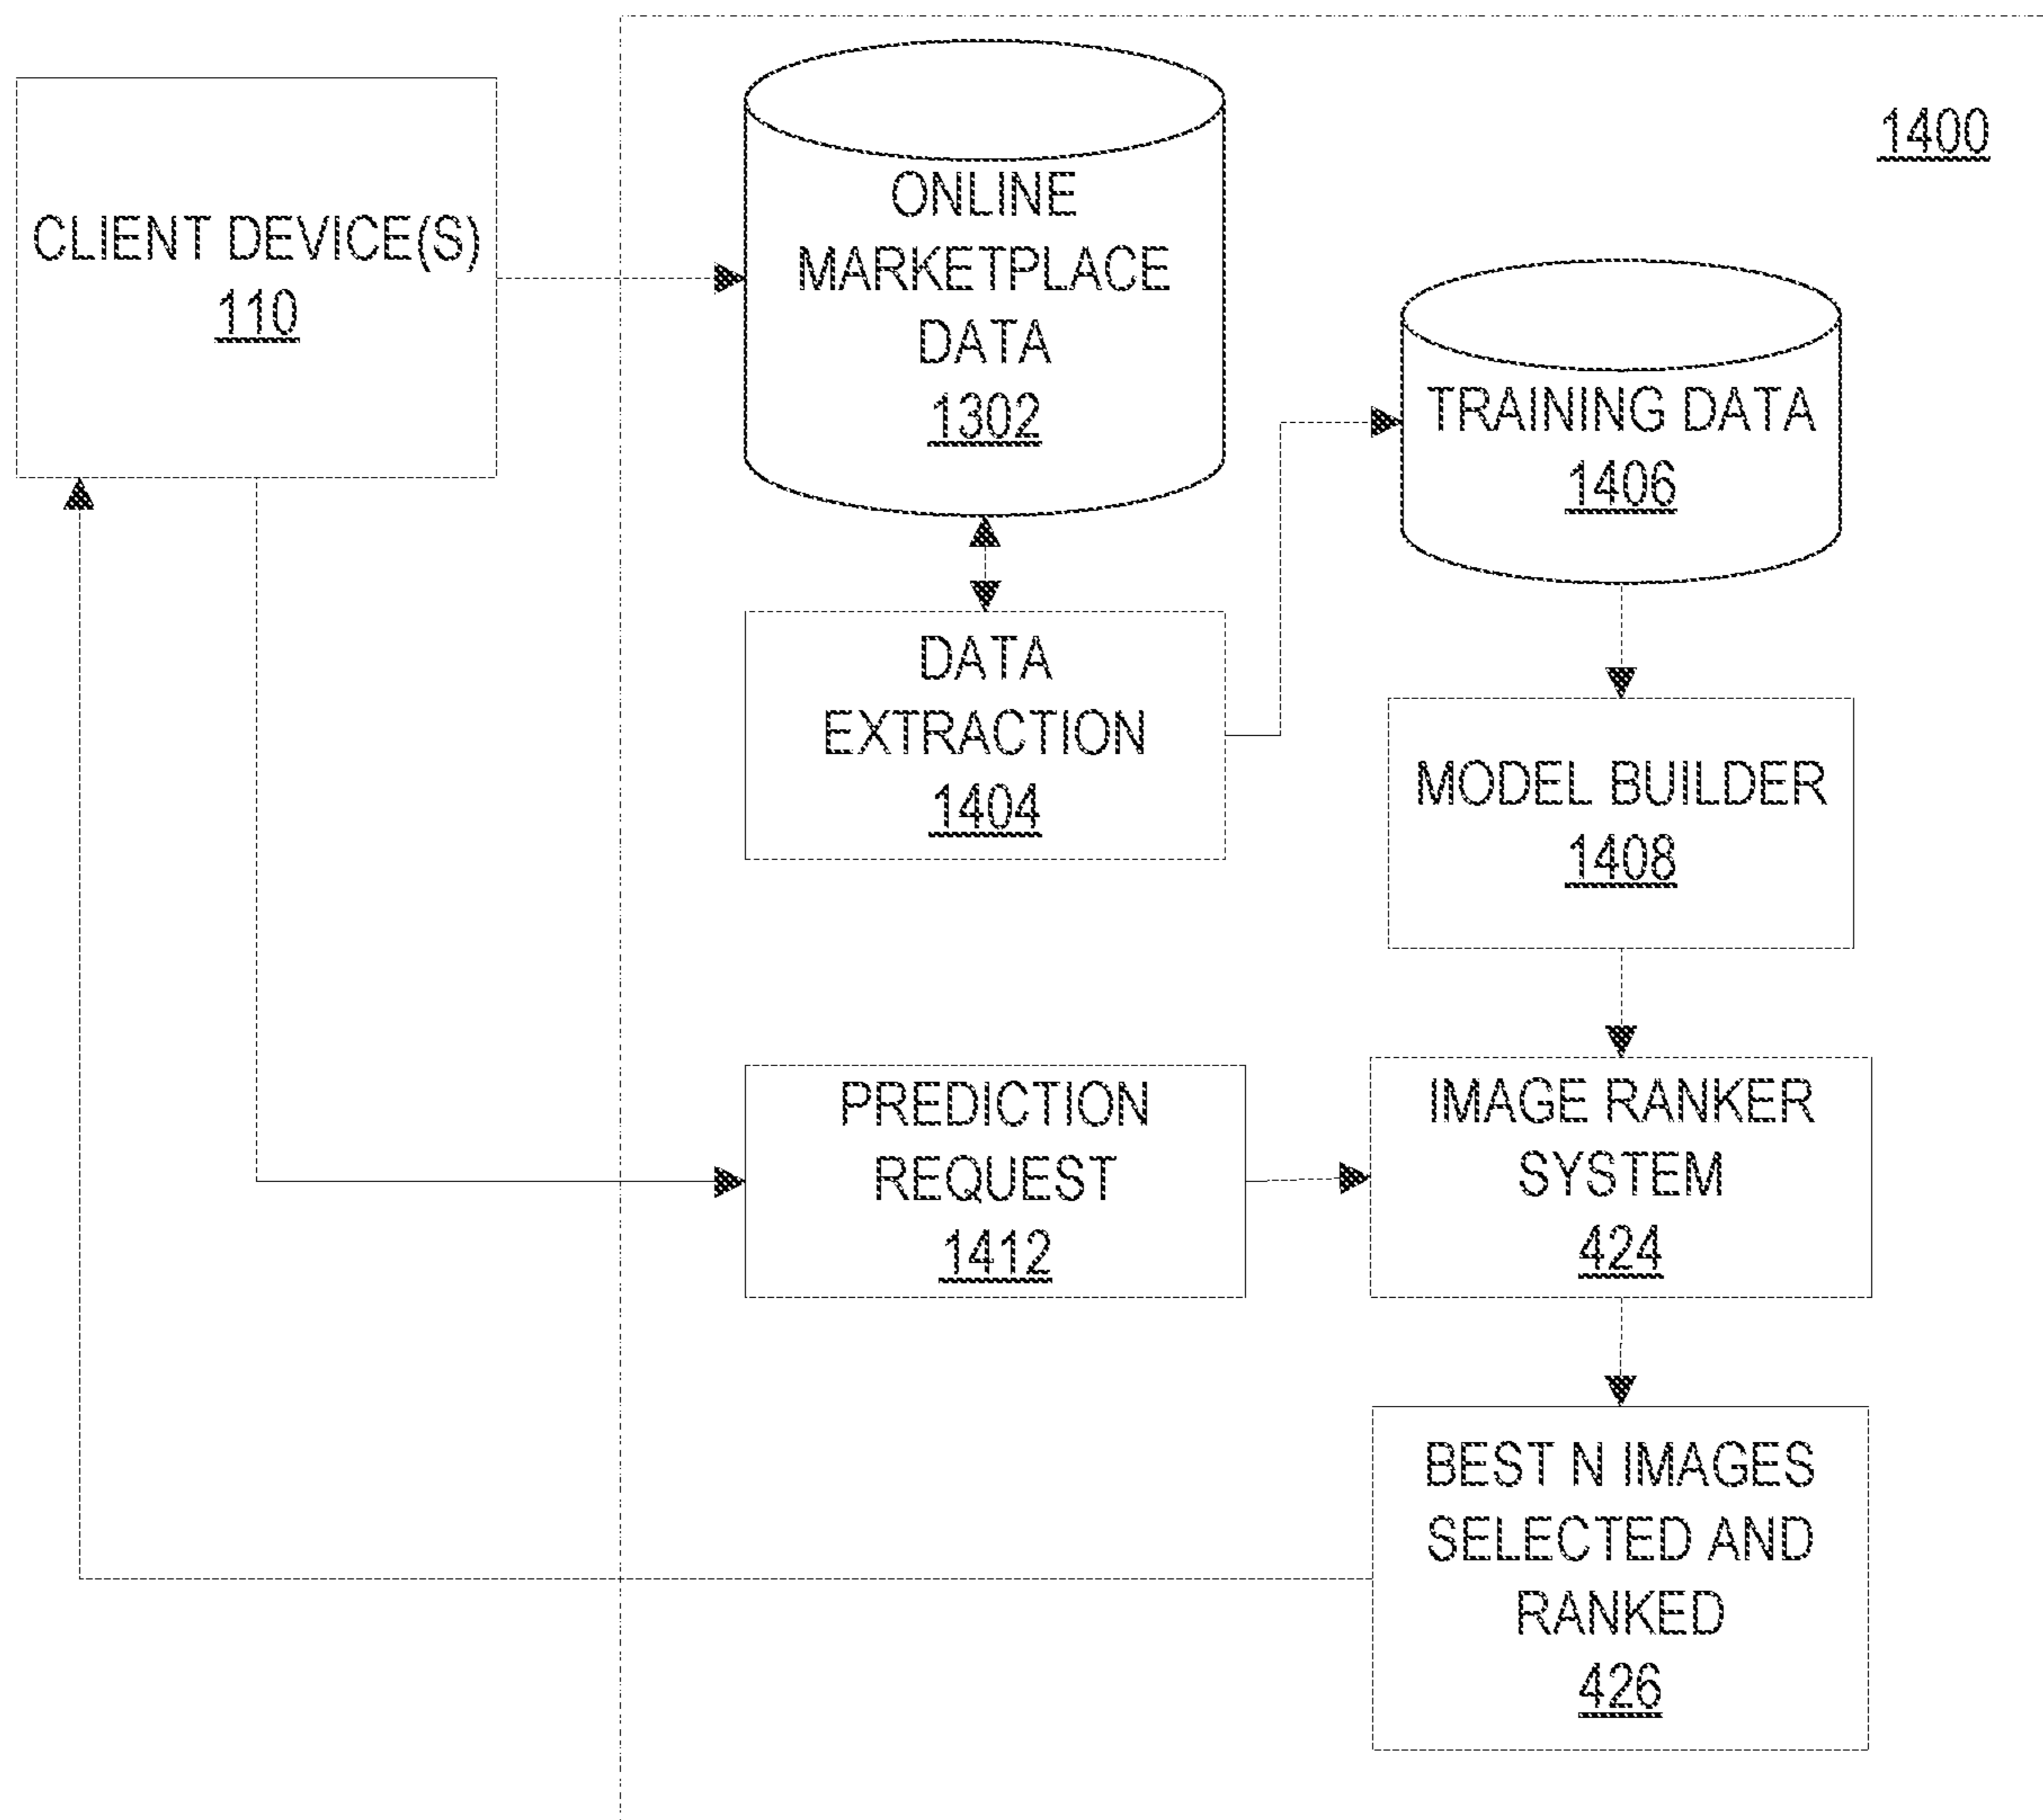 1400
CLIENT DEVICE(S)
110
ONLINE
MARKETPLACE
DATA
1302
TRAINING DATA
1406
DATA
EXTRACTION
1404
MODEL BUILDER
1408
PREDICTION
REQUEST
1412
IMAGE RANKER
SYSTEM
424
BEST N IMAGES
SELECTED AND
RANKED
426